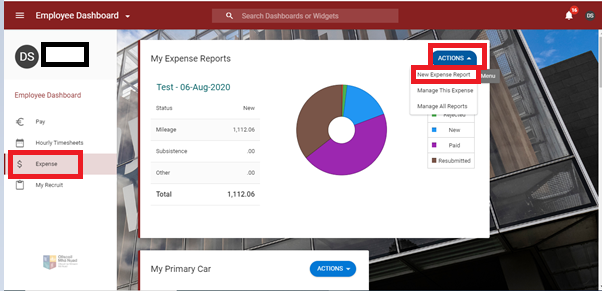 Employee Dashboard
Search Dashboards or Widgets
16
DS
DS
Employee Dashboard
Pay
Hourly Timesheets
Expense
My Recruit
My Expense Reports
ACTIONS
New Expense Report
Menu
Manage This Expense
Manage All Reports
Test - 06-Aug-2020
Status New
Mileage 1,112.06
Subsistence .00
Other .00
Total 1,112.06
Rejected
New
Paid
Resubmitted
My Primary Car
ACTIONS